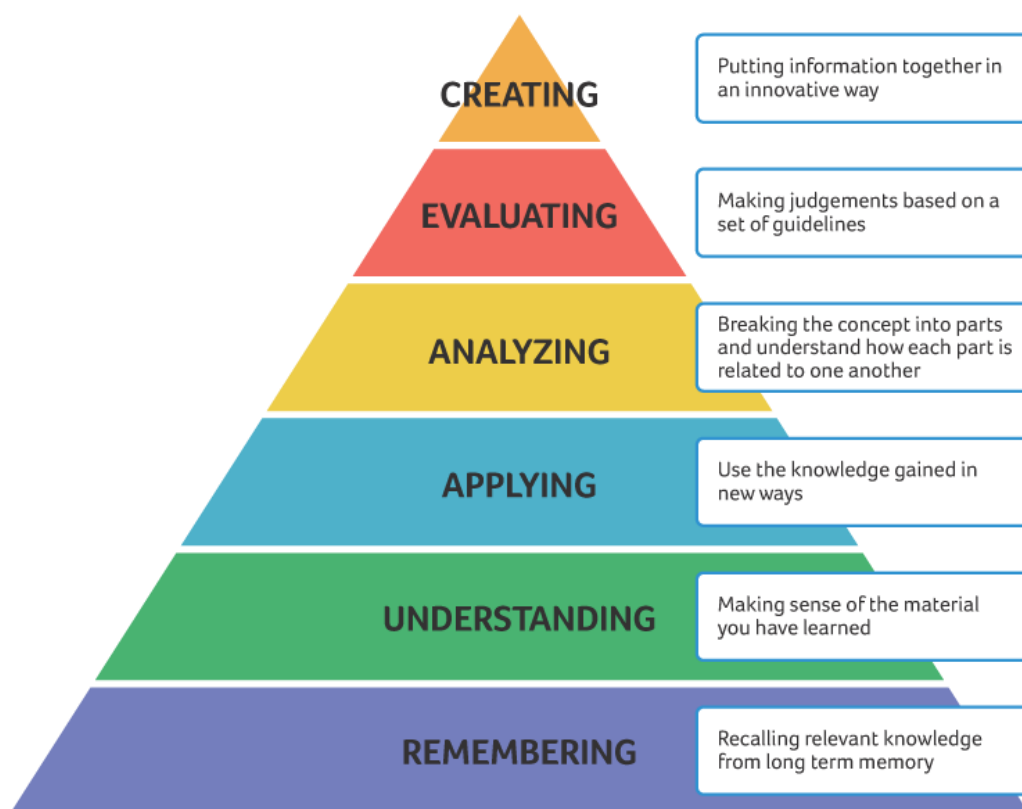 CREATING
Putting information together in
an innovative way
EVALUATING
Making judgements based on a
set of guidelines
ANALYZING
Breaking the concept into parts
and understand how each part is
related to one another
APPLYING
Use the knowledge gained in
new ways
UNDERSTANDING
Making sense of the material
you have learned
REMEMBERING
Recalling relevant knowledge
from long term memory